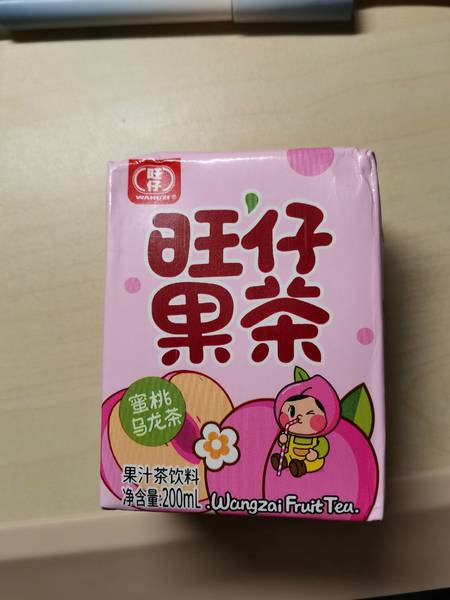 旺仔
WANGZI®
旺仔
果茶
蜜桃
乌龙茶
果汁茶饮料
净含量:200mL
Wangzai Fruit Tea